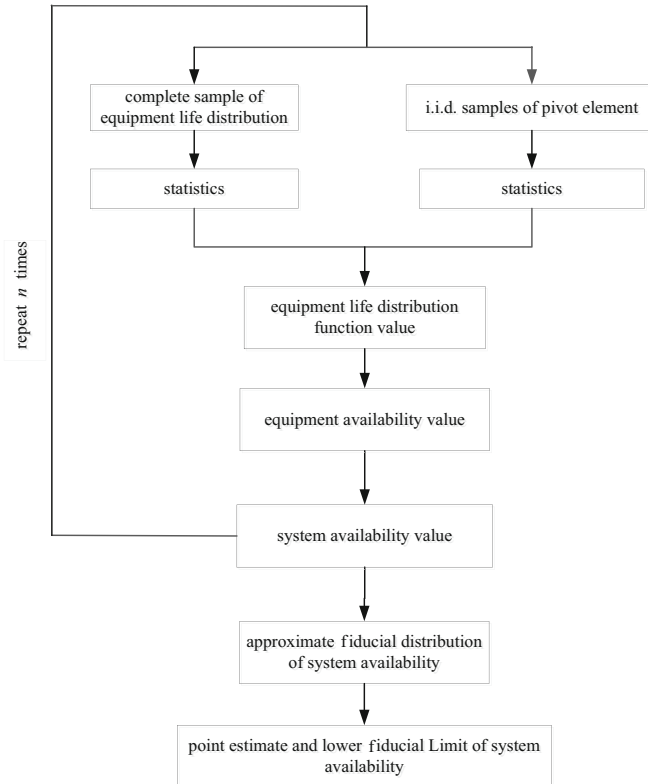 complete sample of
equipment life distribution
i.i.d. samples of pivot element
statistics
statistics
repeat n times
equipment life distribution
function value
equipment availability value
system availability value
approximate fiducial distribution
of system availability
point estimate and lower fiducial Limit of system
availability